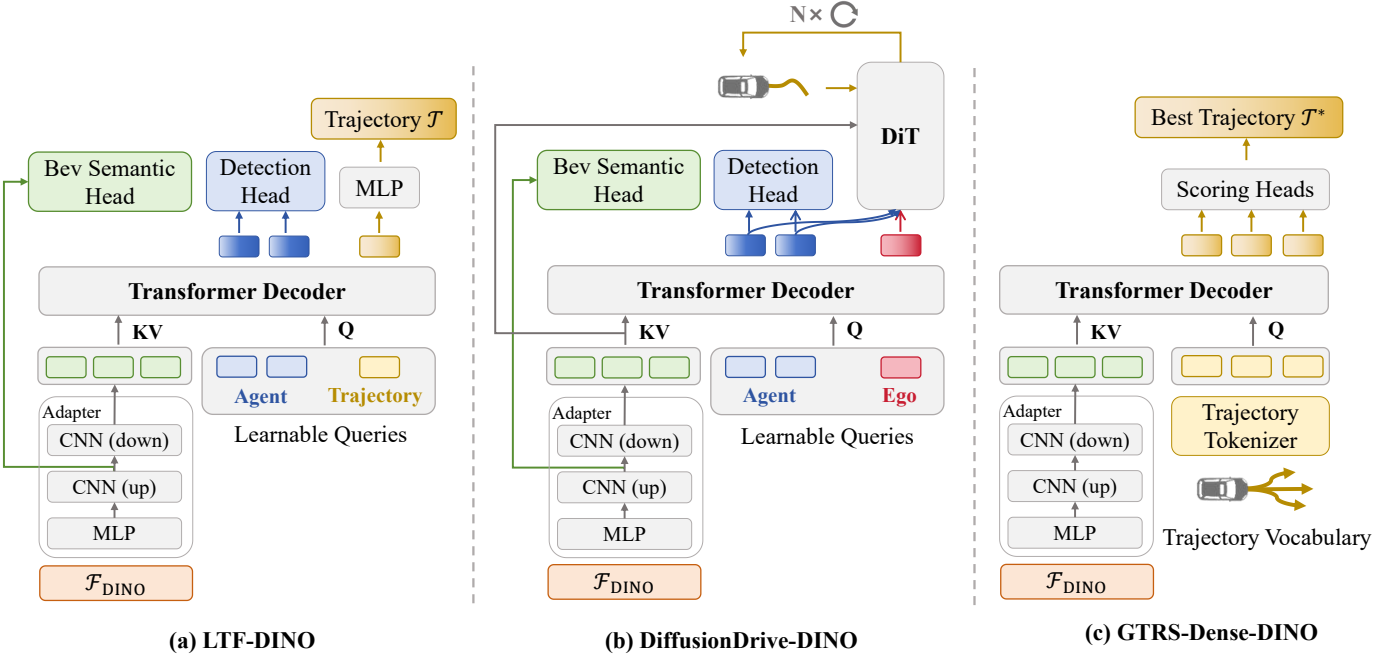 Trajectory 𝒯
Bev Semantic
Head
Detection
Head
MLP
Transformer Decoder
KV
Q
Agent
Trajectory
Learnable Queries
Adapter
CNN (down)
CNN (up)
MLP
ℱDINO
(a) LTF-DINO
N×
DiT
Bev Semantic
Head
Detection
Head
Transformer Decoder
KV
Q
Agent
Ego
Learnable Queries
Adapter
CNN (down)
CNN (up)
MLP
ℱDINO
(b) DiffusionDrive-DINO
Best Trajectory 𝒯*
Scoring Heads
Transformer Decoder
KV
Q
Adapter
CNN (down)
CNN (up)
MLP
Trajectory
Tokenizer
Trajectory Vocabulary
ℱDINO
(c) GTRS-Dense-DINO